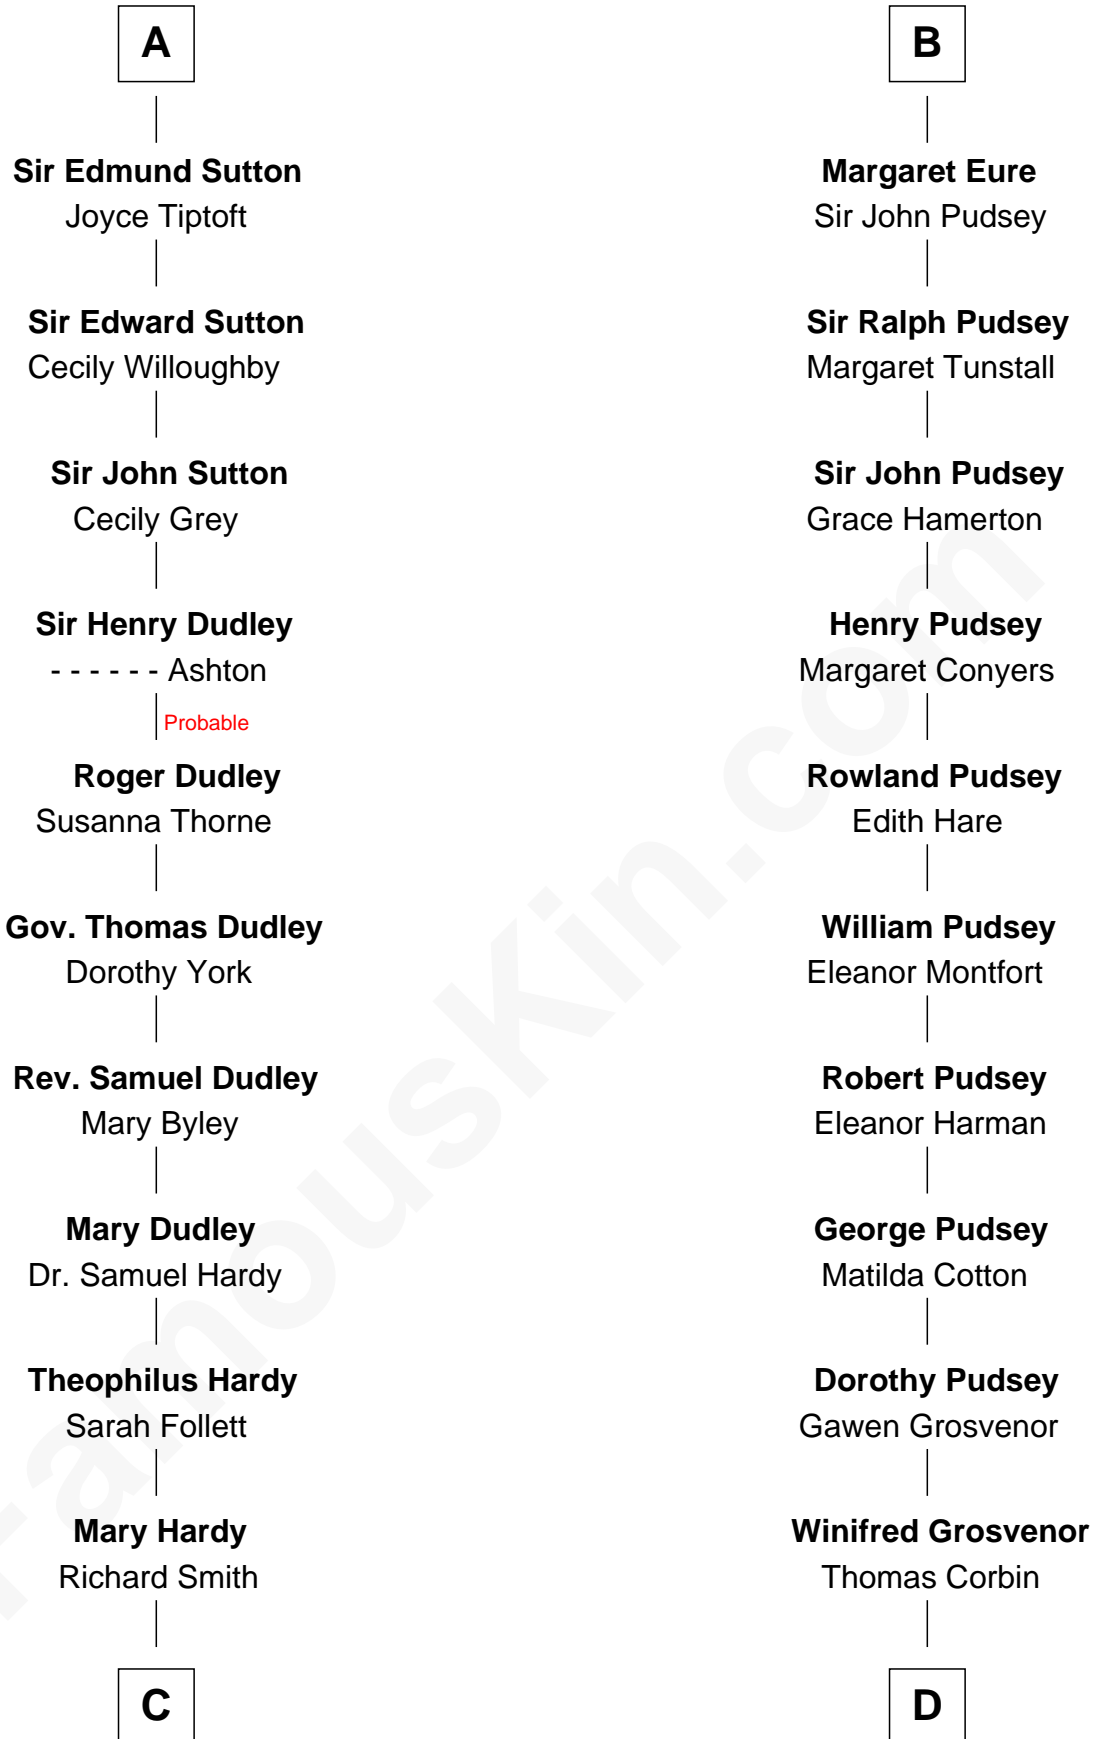 A
Sir Edmund Sutton
Joyce Tiptoft
Sir Edward Sutton
Cecily Willoughby
Sir John Sutton
Cecily Grey
Sir Henry Dudley
- - - - - - Ashton
Probable
Roger Dudley
Susanna Thorne
Gov. Thomas Dudley
Dorothy York
Rev. Samuel Dudley
Mary Byley
Mary Dudley
Dr. Samuel Hardy
Theophilus Hardy
Sarah Follett
Mary Hardy
Richard Smith
C
B
Margaret Eure
Sir John Pudsey
Sir Ralph Pudsey
Margaret Tunstall
Sir John Pudsey
Grace Hamerton
Henry Pudsey
Margaret Conyers
Rowland Pudsey
Edith Hare
William Pudsey
Eleanor Montfort
Robert Pudsey
Eleanor Harman
George Pudsey
Matilda Cotton
Dorothy Pudsey
Gawen Grosvenor
Winifred Grosvenor
Thomas Corbin
D
FamousKin.com